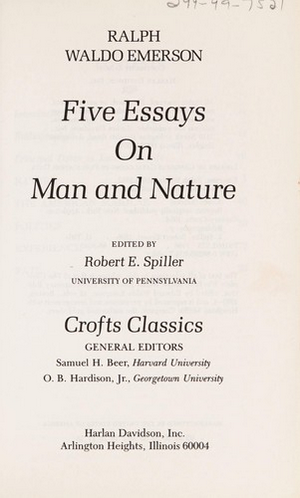 RALPH
WALDO EMERSON
Five Essays
On
Man and Nature
EDITED BY
Robert E. Spiller
UNIVERSITY OF PENNSYLVANIA
Crofts Classics
GENERAL EDITORS
Samuel H. Beer, Harvard University
O. B. Hardison, Jr., Georgetown University
Harlan Davidson, Inc.
Arlington Heights, Illinois 60004